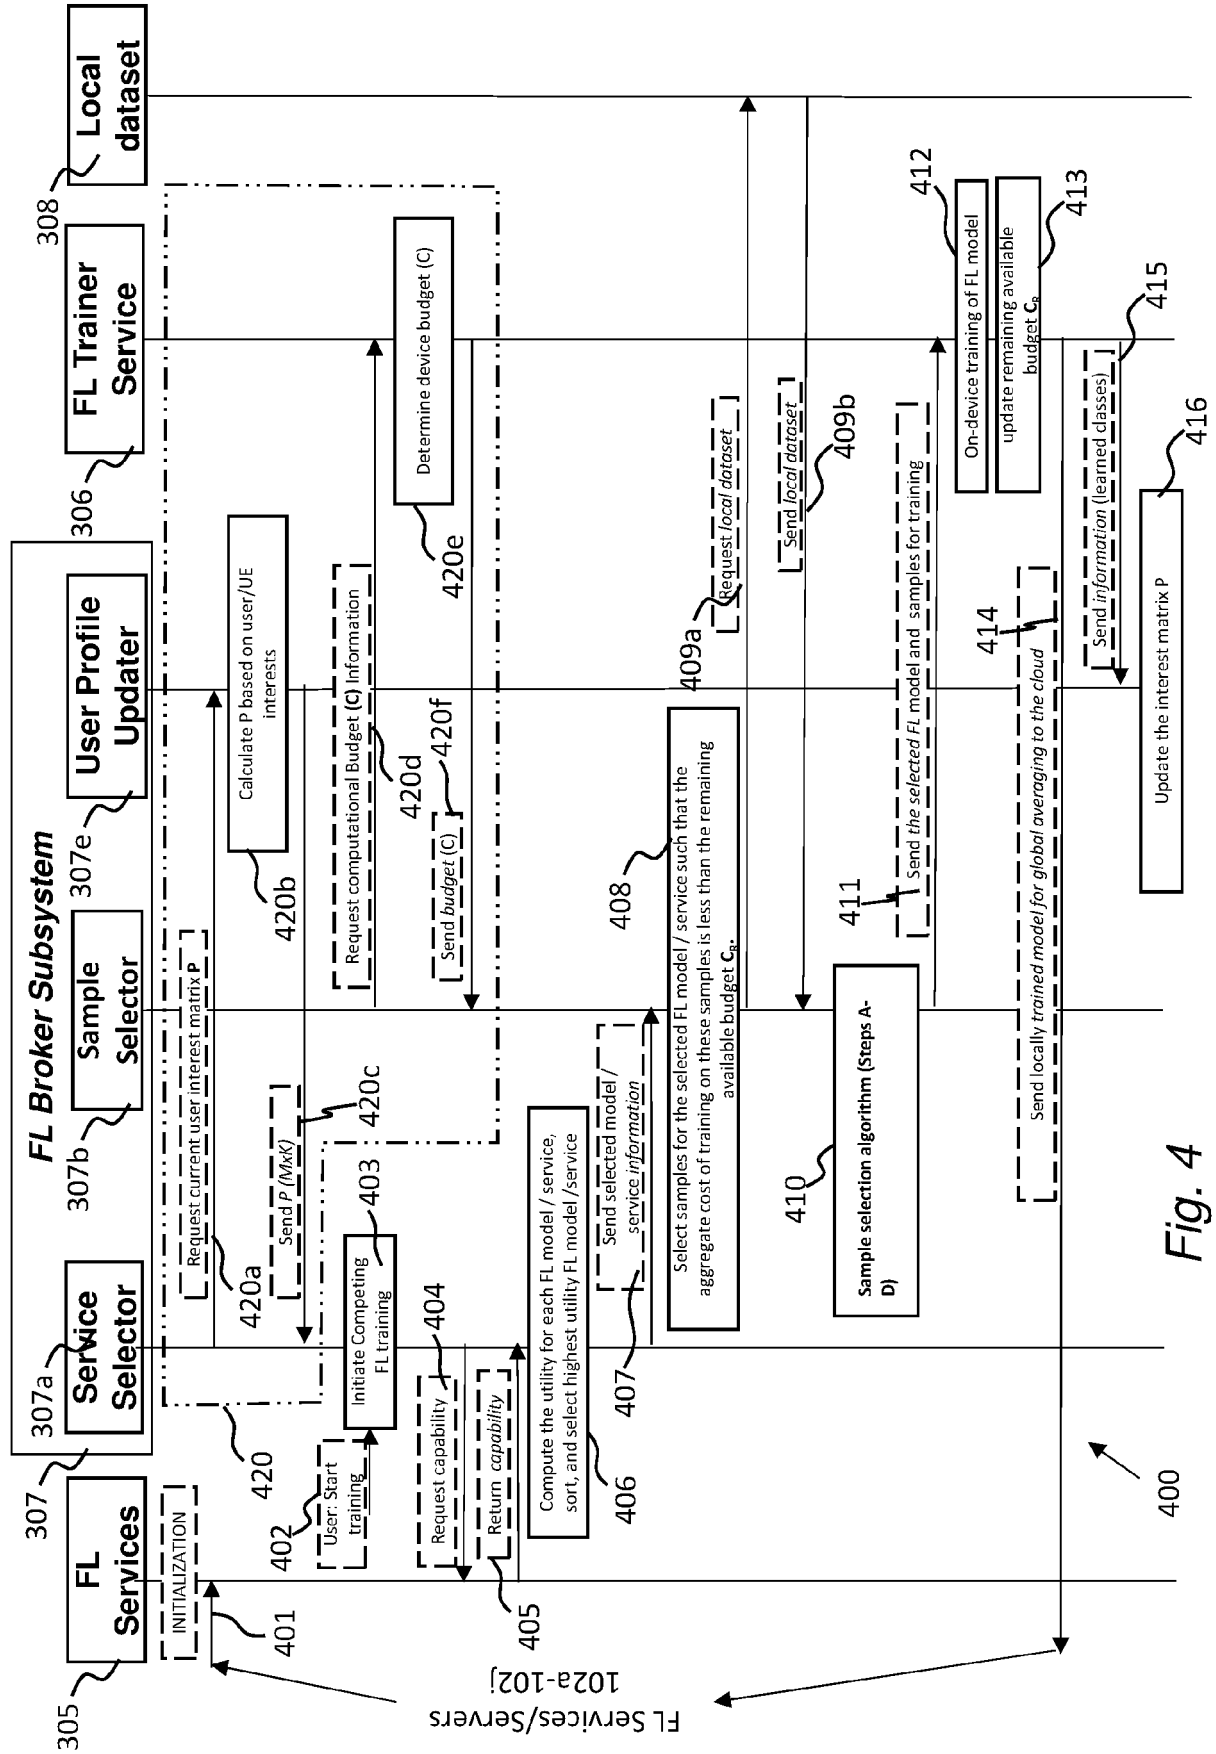 FL Broker Subsystem
305
FL
Services
307
307a
Service
Selector
307b
Sample
Selector
307e
User Profile
Updater
306
FL Trainer
Service
308
Local
dataset
INITIALIZATION
401
Request current user interest matrix P
420a
Calculate P based on user/UE
interests
420b
Send P (MxK)
420c
420
Request computational Budget (C) Information
420d
Determine device budget (C)
420e
Send budget (C)
420f
402
User: Start
training
Initiate Competing
FL training
403
Request capability
404
Return capability
405
Compute the utility for each FL model / service,
sort, and select highest utility FL model /service
406
Send selected model /
service information
407
Select samples for the selected FL model / service such that the
aggregate cost of training on these samples is less than the remaining
available budget CR.
408
Request local dataset
409a
Send local dataset
409b
Sample selection algorithm (Steps A-
D)
410
Send the selected FL model and samples for training
411
On-device training of FL model
412
update remaining available
budget CR
413
Send locally trained model for global averaging to the cloud
414
Send information (learned classes)
415
Update the interest matrix P
416
FL Services/Servers
102a-102j
400
Fig. 4